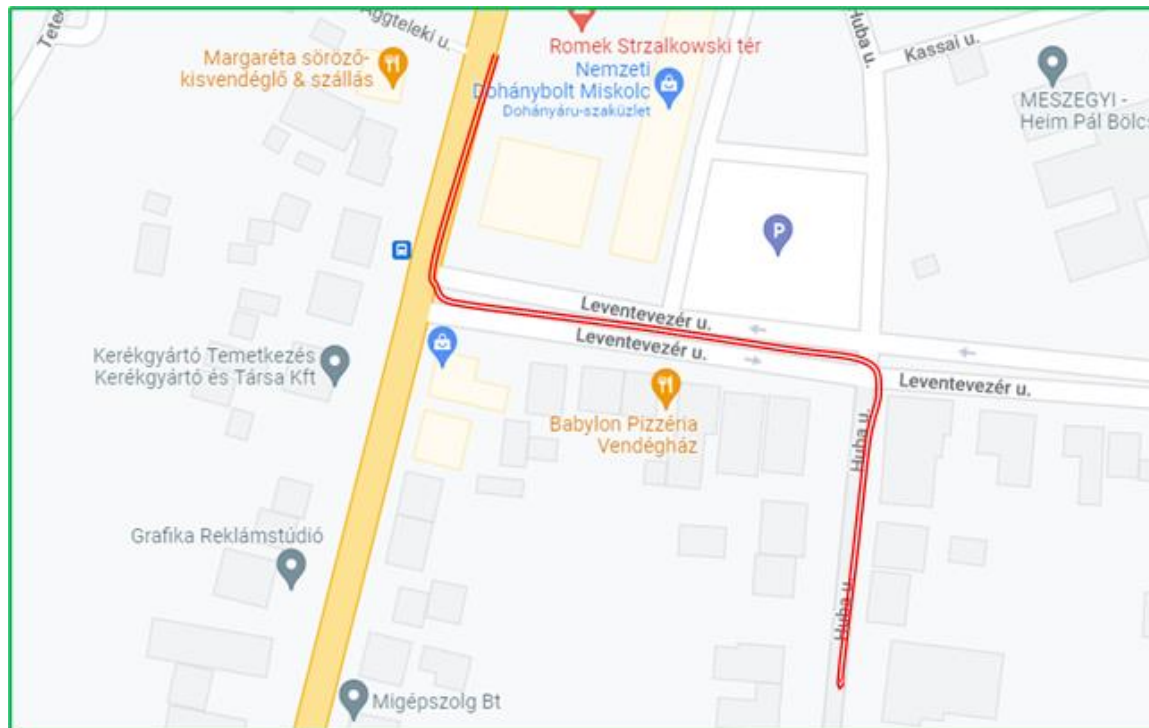 Aggteleki u.
Huba u.
Kassai u.
Margaréta söröző-
kisvendéglő & szállás
Romek Strzalkowski tér
Nemzeti
Dohánybolt Miskolc
Dohányáru-szaküzlet
MESZEGYI -
Heim Pál Bölcs
P
Leventevezér u.
Leventevezér u.
Leventevezér u.
Kerékgyártó Temetkezés
Kerékgyártó és Társa Kft
Babylon Pizzéria
Vendégház
Huba u.
Grafika Reklámstúdió
Huba u.
Migépszolg Bt